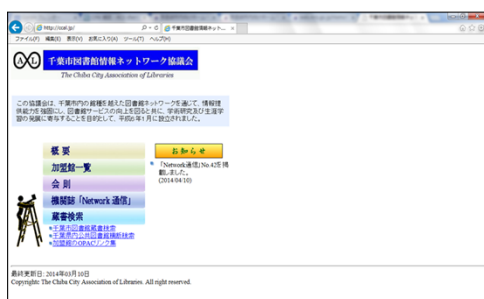 http://ccal.jp/
千葉市図書館情報ネットワ...
ファイル(F) 編集(E) 表示(V) お気に入り(A) ツール(T) ヘルプ(H)
千葉市図書館情報ネットワーク協議会
The Chiba City Association of Libraries
この協議会は、千葉市内の館種を越えた図書館ネットワークを通じて、情報提
供能力を強固にし、図書館サービスの向上を図ると共に、学術研究及び生涯学
習の発展に寄与することを目的として、平成6年1月に設立されました。
概 要
加盟館一覧
会 則
機関誌「Network 通信」
蔵書検索
千葉市図書館蔵書検索
千葉県内公共図書館横断検索
加盟館のOPACリンク集
お知らせ
「Network通信」No.42を掲
載しました。
(2014/04/10)
最終更新日: 2014年03月10日
Copyright: The Chiba City Association of Libraries. All right reserved.